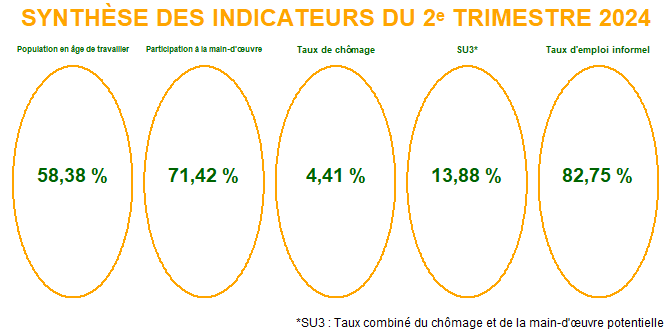 SYNTHÈSE DES INDICATEURS DU 2e TRIMESTRE 2024
Population en âge de travailler
Participation à la main-d'œuvre
Taux de chômage
SU3*
Taux d'emploi informel
58,38 %
71,42 %
4,41 %
13,88 %
82,75 %
*SU3 : Taux combiné du chômage et de la main-d'œuvre potentielle